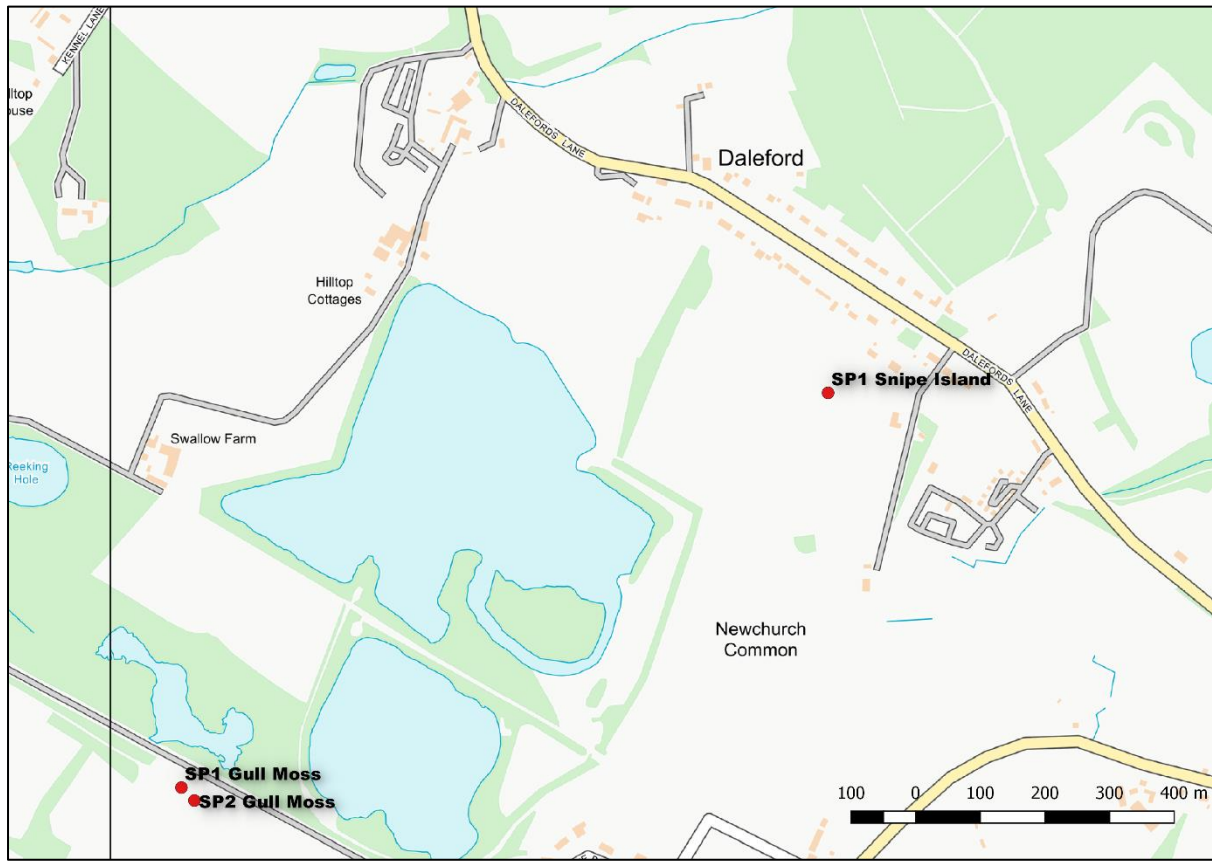 KENNEL LANE
lltop
ouse
DALEFORDS LANE
Daleford
Hilltop
Cottages
SP1 Snipe Island
DALEFORDS LANE
Swallow Farm
Reeking
Hole
Newchurch
Common
SP1 Gull Moss
SP2 Gull Moss
100 0 100 200 300 400 m